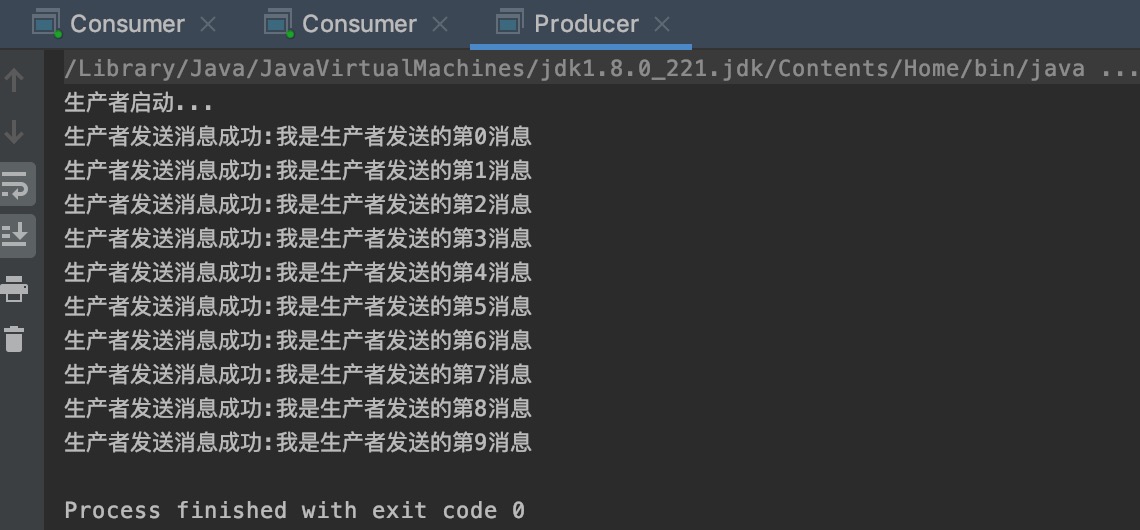 Consumer Consumer Producer
/Library/Java/JavaVirtualMachines/jdk1.8.0_221.jdk/Contents/Home/bin/java ...
生产者启动...
生产者发送消息成功:我是生产者发送的第0消息
生产者发送消息成功:我是生产者发送的第1消息
生产者发送消息成功:我是生产者发送的第2消息
生产者发送消息成功:我是生产者发送的第3消息
生产者发送消息成功:我是生产者发送的第4消息
生产者发送消息成功:我是生产者发送的第5消息
生产者发送消息成功:我是生产者发送的第6消息
生产者发送消息成功:我是生产者发送的第7消息
生产者发送消息成功:我是生产者发送的第8消息
生产者发送消息成功:我是生产者发送的第9消息
Process finished with exit code 0